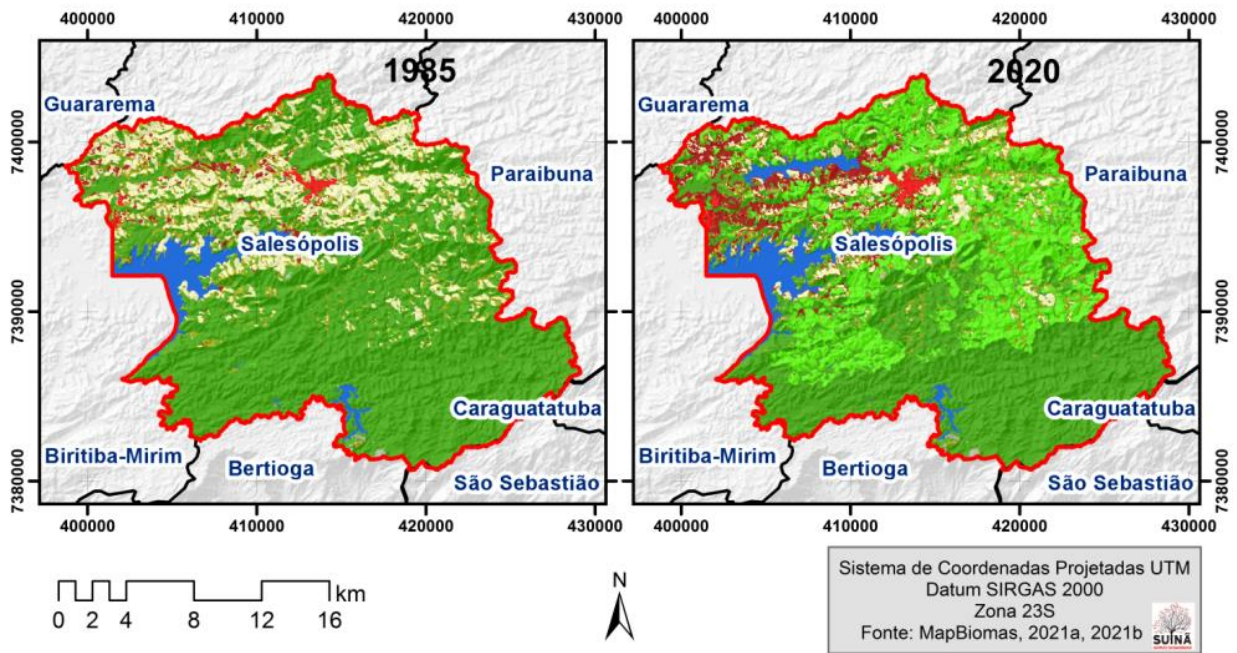 400000 410000 420000 430000 400000 410000 420000 430000
1985
2020
Guararema
Guararema
7400000
7400000
Paraibuna
Paraibuna
Salesópolis
Salesópolis
7390000
7390000
Caraguatatuba
Caraguatatuba
Biritiba-Mirim
Bertioga
São Sebastião
Biritiba-Mirim
Bertioga
São Sebastião
7380000
7380000
400000 410000 420000 430000 400000 410000 420000 430000
km
0 2 4 8 12 16
N
Sistema de Coordenadas Projetadas UTM
Datum SIRGAS 2000
Zona 23S
Fonte: MapBiomas, 2021a, 2021b
SUINÃ